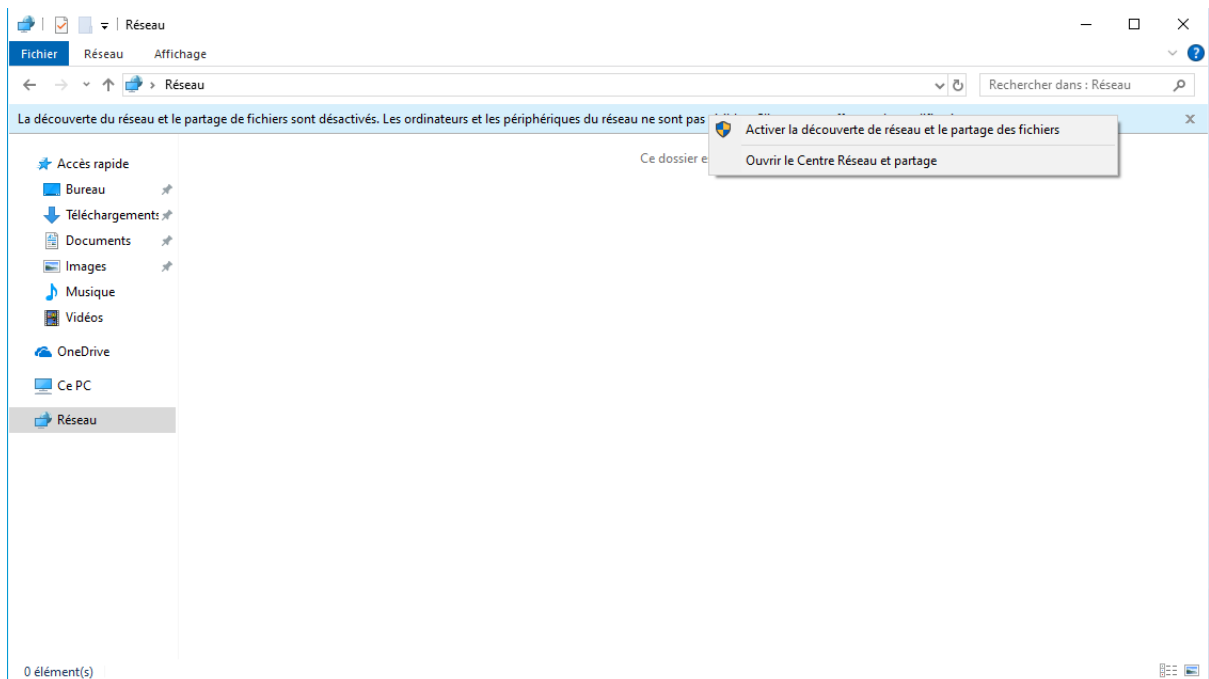 Réseau
Fichier Réseau Affichage
Réseau
Rechercher dans : Réseau
La découverte du réseau et le partage de fichiers sont désactivés. Les ordinateurs et les périphériques du réseau ne sont pas
Activer la découverte de réseau et le partage des fichiers
Ouvrir le Centre Réseau et partage
Ce dossier e
Accès rapide
Bureau
Téléchargements
Documents
Images
Musique
Vidéos
OneDrive
Ce PC
Réseau
0 élément(s)